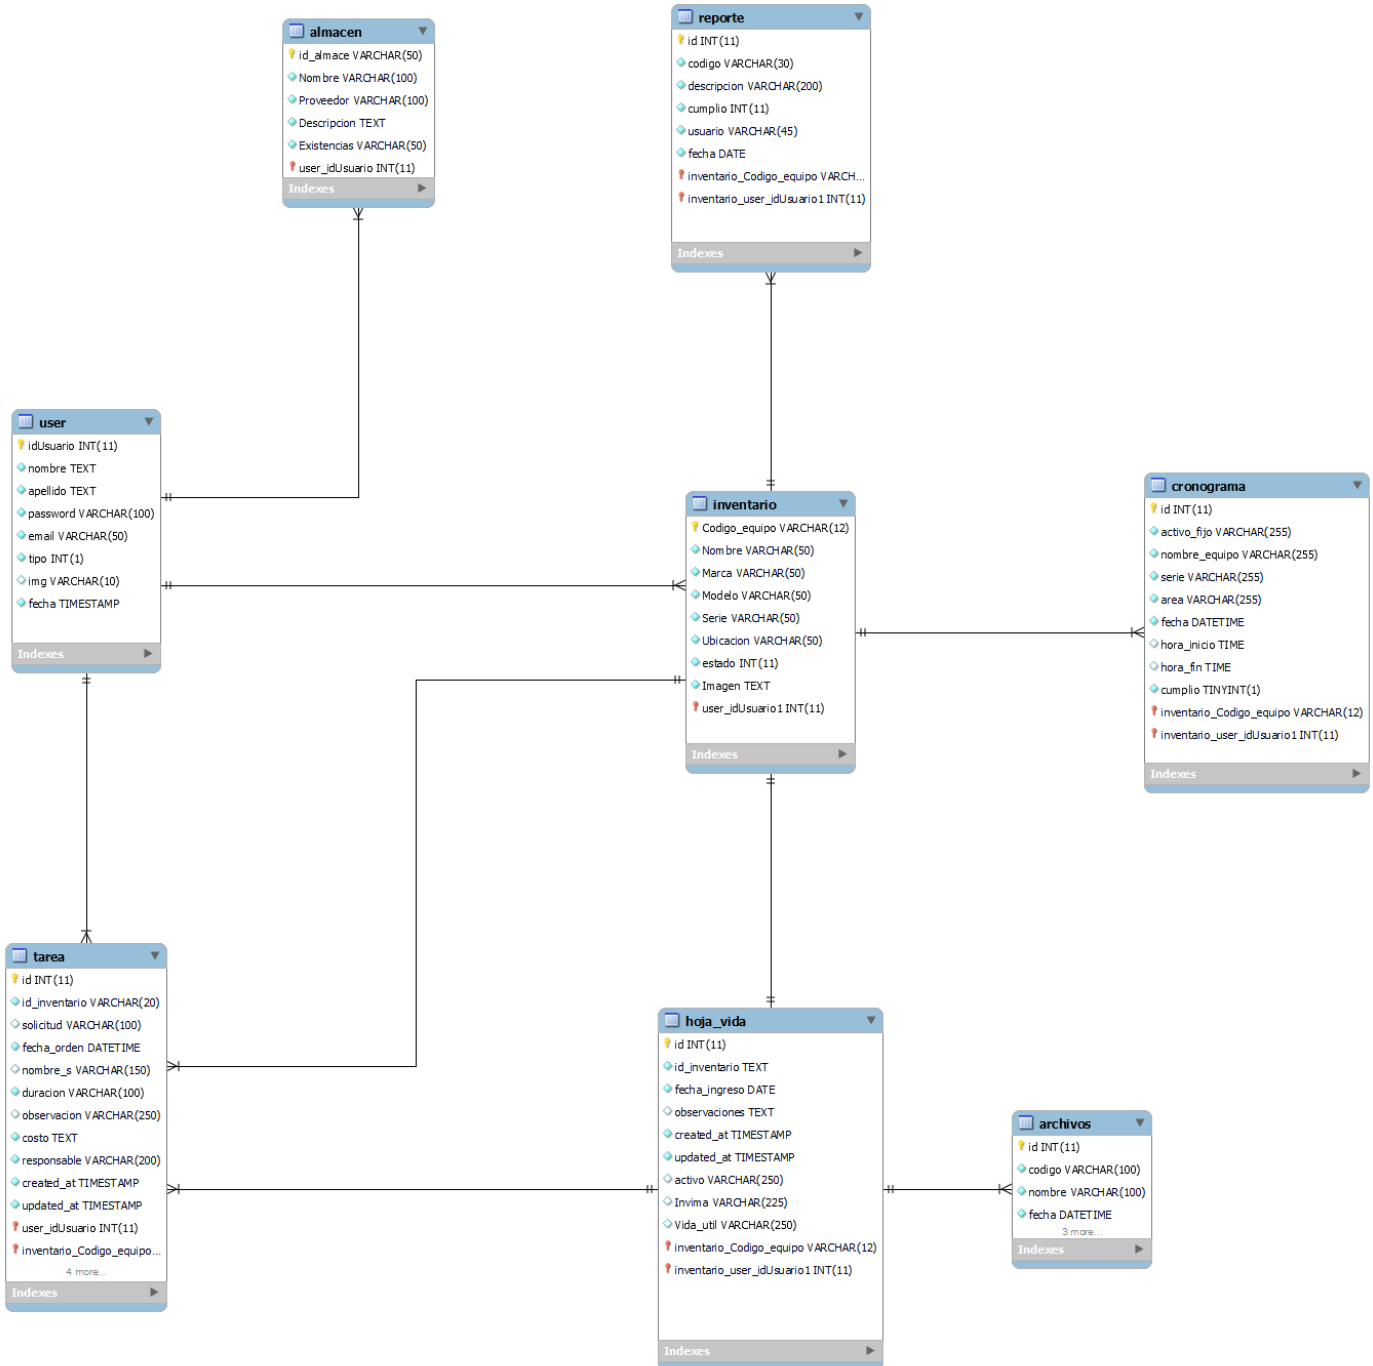 almacen
id_almace VARCHAR(50)
Nombre VARCHAR(100)
Proveedor VARCHAR(100)
Descripcion TEXT
Existencias VARCHAR(50)
user_idUsuario INT(11)
Indexes
reporte
id INT(11)
codigo VARCHAR(30)
descripcion VARCHAR(200)
cumplio INT(11)
usuario VARCHAR(45)
fecha DATE
inventario_Codigo_equipo VARCH...
inventario_user_idUsuario1 INT(11)
Indexes
user
idUsuario INT(11)
nombre TEXT
apellido TEXT
password VARCHAR(100)
email VARCHAR(50)
tipo INT(1)
img VARCHAR(10)
fecha TIMESTAMP
Indexes
inventario
Codigo_equipo VARCHAR(12)
Nombre VARCHAR(50)
Marca VARCHAR(50)
Modelo VARCHAR(50)
Serie VARCHAR(50)
Ubicacion VARCHAR(50)
estado INT(11)
Imagen TEXT
user_idUsuario1 INT(11)
Indexes
cronograma
id INT(11)
activo_fijo VARCHAR(255)
nombre_equipo VARCHAR(255)
serie VARCHAR(255)
area VARCHAR(255)
fecha DATETIME
hora_inicio TIME
hora_fin TIME
cumplio TINYINT(1)
inventario_Codigo_equipo VARCHAR(12)
inventario_user_idUsuario1 INT(11)
Indexes
tarea
id INT(11)
id_inventario VARCHAR(20)
solicitud VARCHAR(100)
fecha_orden DATETIME
nombre_s VARCHAR(150)
duracion VARCHAR(100)
observacion VARCHAR(250)
costo TEXT
responsable VARCHAR(200)
created_at TIMESTAMP
updated_at TIMESTAMP
user_idUsuario INT(11)
inventario_Codigo_equipo...
4 more...
Indexes
hoja_vida
id INT(11)
id_inventario TEXT
fecha_ingreso DATE
observaciones TEXT
created_at TIMESTAMP
updated_at TIMESTAMP
activo VARCHAR(250)
Invima VARCHAR(225)
Vida_util VARCHAR(250)
inventario_Codigo_equipo VARCHAR(12)
inventario_user_idUsuario1 INT(11)
Indexes
archivos
id INT(11)
codigo VARCHAR(100)
nombre VARCHAR(100)
fecha DATETIME
3 more...
Indexes